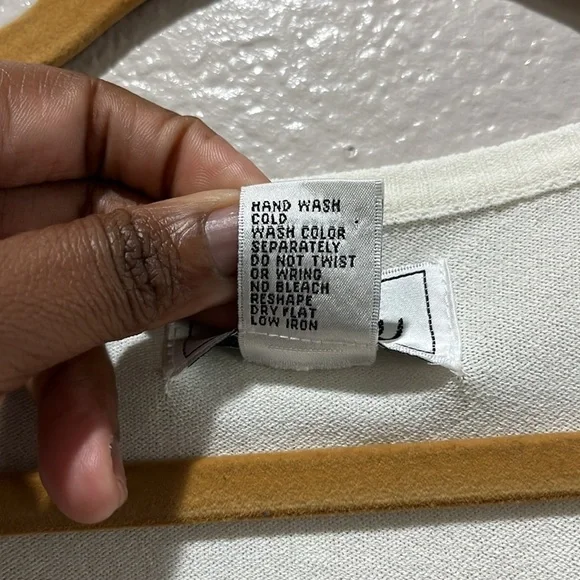 HAND WASH
COLD
WASH COLOR
SEPARATELY
DO NOT TWIST
OR WRING
NO BLEACH
RESHAPE
DRY FLAT
LOW IRON